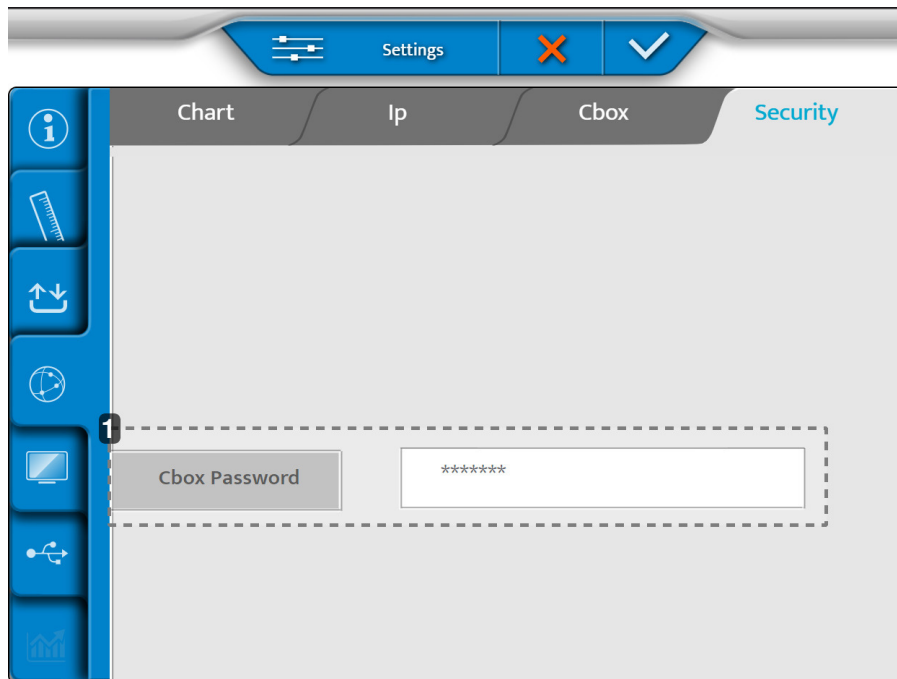 Settings
Chart
Ip
Cbox
Security
1
Cbox Password
*******